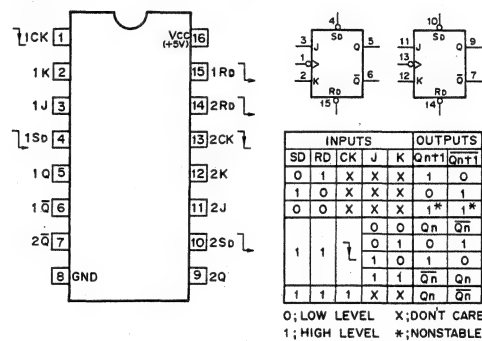 1CK 1
1K 2
1J 3
1SD 4
1Q 5
1Q̅ 6
2Q̅ 7
8 GND
VCC 16
(+5V)
15 1RD
14 2RD
13 2CK
12 2K
11 2J
10 2SD
9 2Q
4 SD
3 J Q 5
1
2 K Q̅ 6
RD
15
10 SD
11 J Q 9
13
12 K Q̅ 7
RD
14
INPUTS OUTPUTS
SD RD CK J K Qn+1 Q̅n̅+̅1̅
0 1 X X X 1 0
1 0 X X X 0 1
0 0 X X X 1* 1*
0 0 Qn Q̅n̅
0 1 0 1
1 1 1 0 1 0
1 1 Q̅n̅ Qn
1 1 1 X X Qn Q̅n̅
0; LOW LEVEL X; DON'T CARE
1; HIGH LEVEL *; NONSTABLE